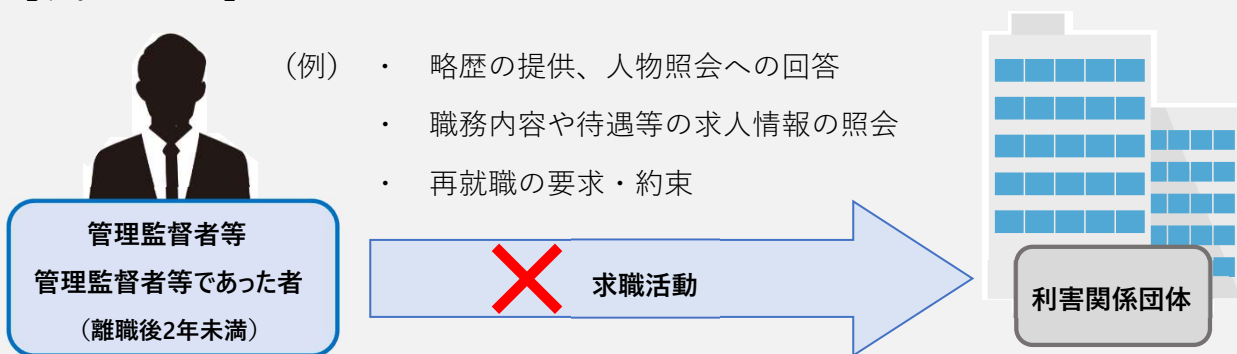 (例) ・ 略歴の提供、人物照会への回答
・ 職務内容や待遇等の求人情報の照会
・ 再就職の要求・約束
管理監督者等
管理監督者等であった者
（離職後2年未満）
求職活動
利害関係団体